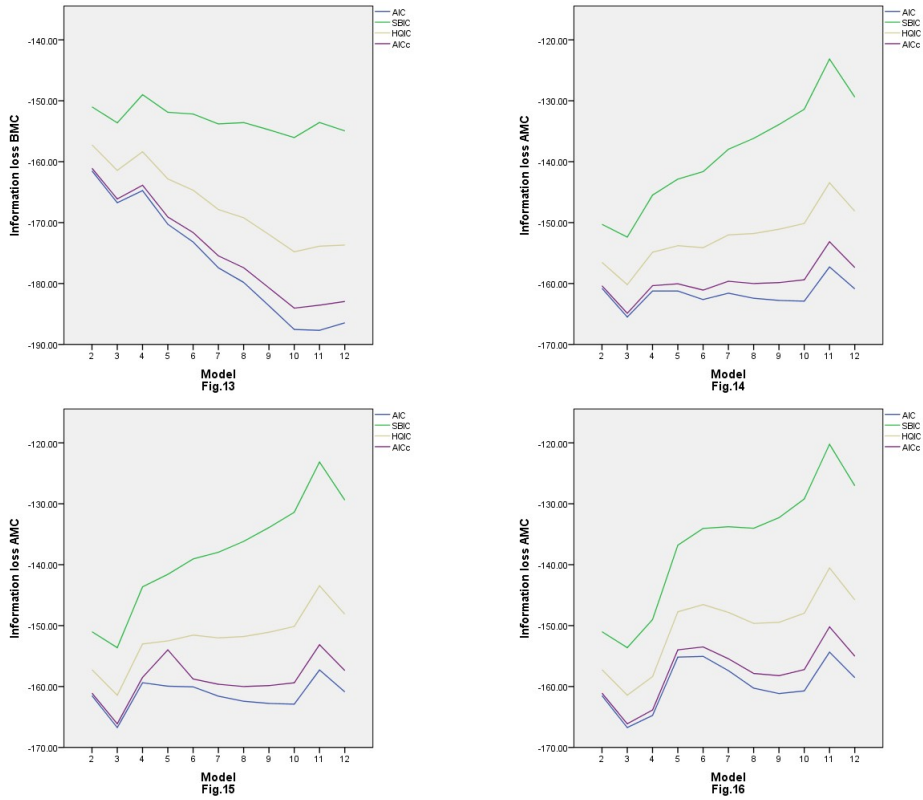 AIC
SBIC
HQIC
AICc
Information loss BMC
-140.00
-150.00
-160.00
-170.00
-180.00
-190.00
2 3 4 5 6 7 8 9 10 11 12
Model
Fig.13
AIC
SBIC
HQIC
AICc
Information loss AMC
-120.00
-130.00
-140.00
-150.00
-160.00
-170.00
2 3 4 5 6 7 8 9 10 11 12
Model
Fig.14
AIC
SBIC
HQIC
AICc
Information loss AMC
-120.00
-130.00
-140.00
-150.00
-160.00
-170.00
2 3 4 5 6 7 8 9 10 11 12
Model
Fig.15
AIC
SBIC
HQIC
AICc
Information loss AMC
-120.00
-130.00
-140.00
-150.00
-160.00
-170.00
2 3 4 5 6 7 8 9 10 11 12
Model
Fig.16